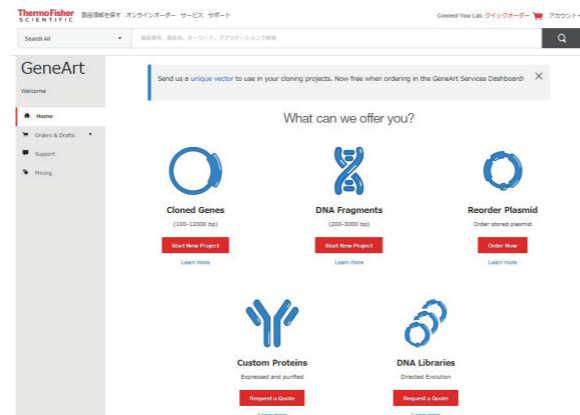 ThermoFisher
SCIENTIFIC
製品情報を探す オンラインオーダー サービス サポート
Connect Your Lab クイックオーダー アカウント
Search All
製品番号、製品名、キーワード、アプリケーションで検索
GeneArt
Welcome
Home
Orders & Drafts
Support
Pricing
Send us a unique vector to use in your cloning projects. Now free when ordering in the GeneArt Services Dashboard!
What can we offer you?
Cloned Genes
(100-12000 bp)
Start New Project
Learn more
DNA Fragments
(200-3000 bp)
Start New Project
Learn more
Reorder Plasmid
Order stored plasmid
Order Now
Learn more
Custom Proteins
Expressed and purified
Request a Quote
Learn more
DNA Libraries
Directed Evolution
Request a Quote
Learn more